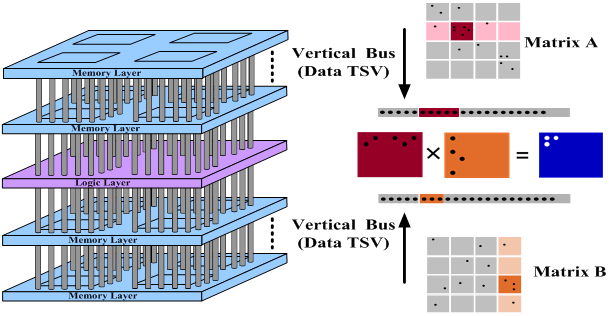 Memory Layer
Memory Layer
Logic Layer
Memory Layer
Memory Layer
Vertical Bus
(Data TSV)
Vertical Bus
(Data TSV)
Matrix A
× =
Matrix B